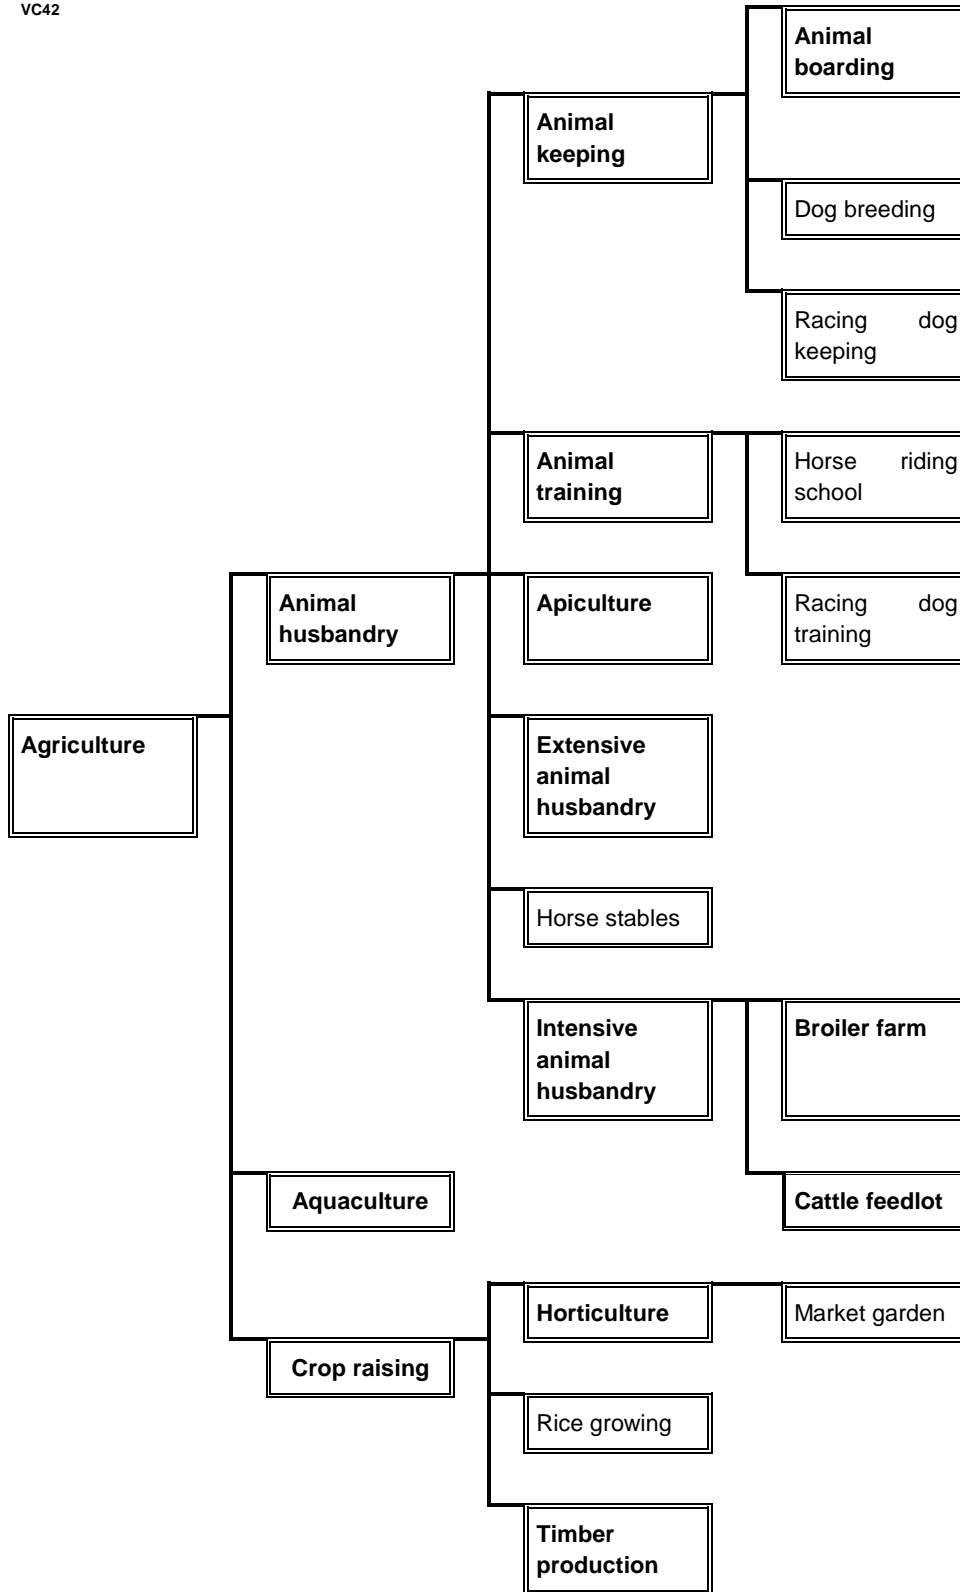 VC42
Animal
boarding
Animal
keeping
Dog breeding
Racing dog
keeping
Animal
training
Horse riding
school
Animal
husbandry
Apiculture
Racing dog
training
Agriculture
Extensive
animal
husbandry
Horse stables
Intensive
animal
husbandry
Broiler farm
Aquaculture
Cattle feedlot
Horticulture
Market garden
Crop raising
Rice growing
Timber
production